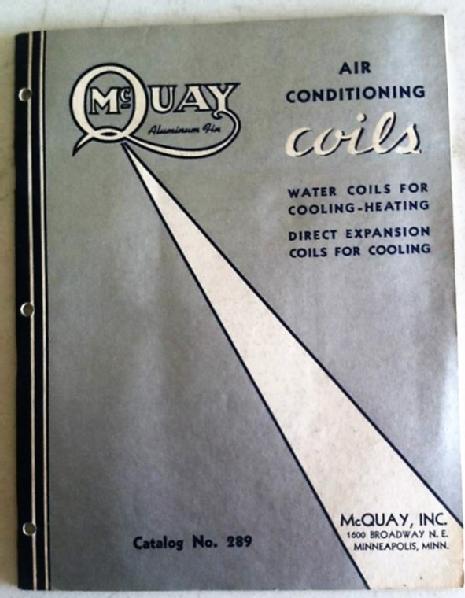 McQUAY
Aluminum Fin
AIR
CONDITIONING
coils
WATER COILS FOR
COOLING-HEATING
DIRECT EXPANSION
COILS FOR COOLING
McQUAY, INC.
1600 BROADWAY N. E.
MINNEAPOLIS, MINN.
Catalog No. 289